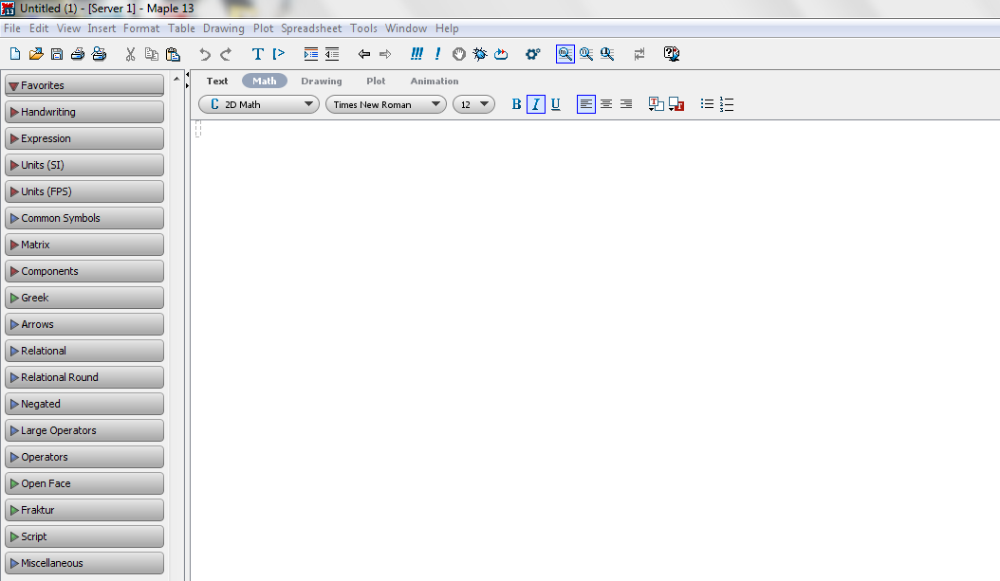 Untitled (1) - [Server 1] - Maple 13
File Edit View Insert Format Table Drawing Plot Spreadsheet Tools Window Help
Text Math Drawing Plot Animation
C 2D Math Times New Roman 12 B I U
Favorites
Handwriting
Expression
Units (SI)
Units (FPS)
Common Symbols
Matrix
Components
Greek
Arrows
Relational
Relational Round
Negated
Large Operators
Operators
Open Face
Fraktur
Script
Miscellaneous